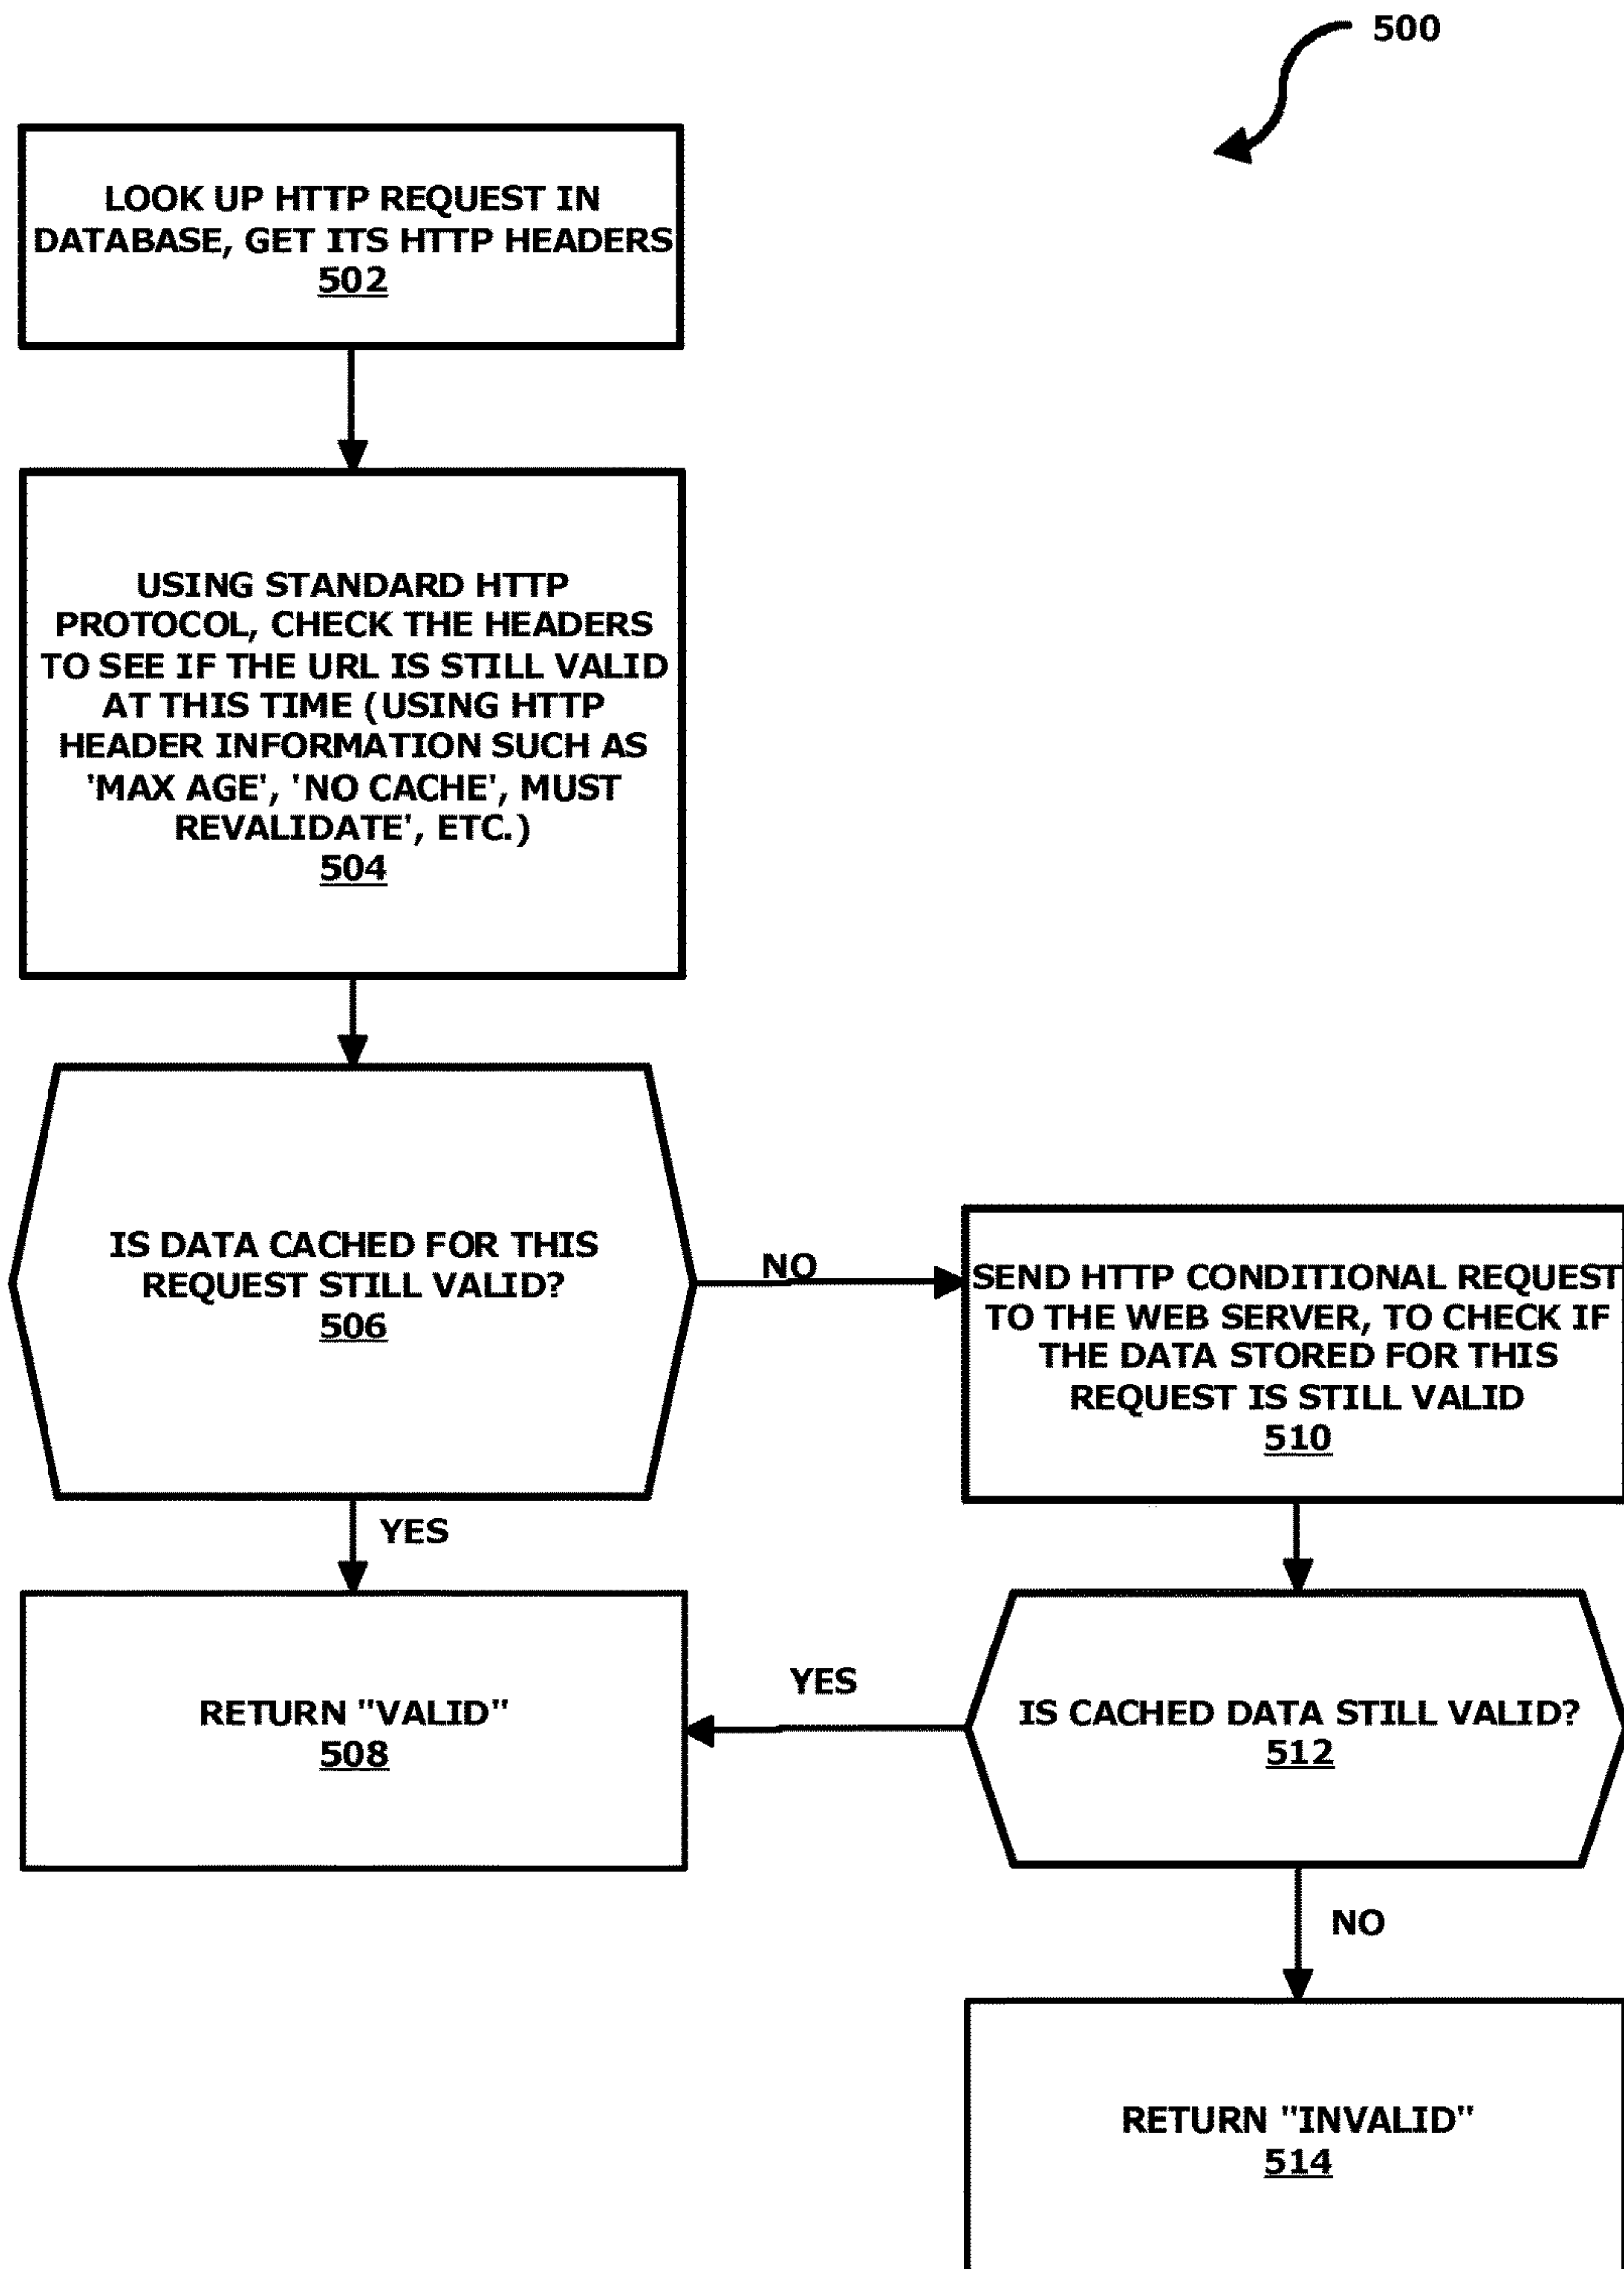 500
LOOK UP HTTP REQUEST IN
DATABASE, GET ITS HTTP HEADERS
502
USING STANDARD HTTP
PROTOCOL, CHECK THE HEADERS
TO SEE IF THE URL IS STILL VALID
AT THIS TIME (USING HTTP
HEADER INFORMATION SUCH AS
'MAX AGE', 'NO CACHE', MUST
REVALIDATE', ETC.)
504
IS DATA CACHED FOR THIS
REQUEST STILL VALID?
506
NO
SEND HTTP CONDITIONAL REQUEST
TO THE WEB SERVER, TO CHECK IF
THE DATA STORED FOR THIS
REQUEST IS STILL VALID
510
YES
RETURN "VALID"
508
YES
IS CACHED DATA STILL VALID?
512
NO
RETURN "INVALID"
514